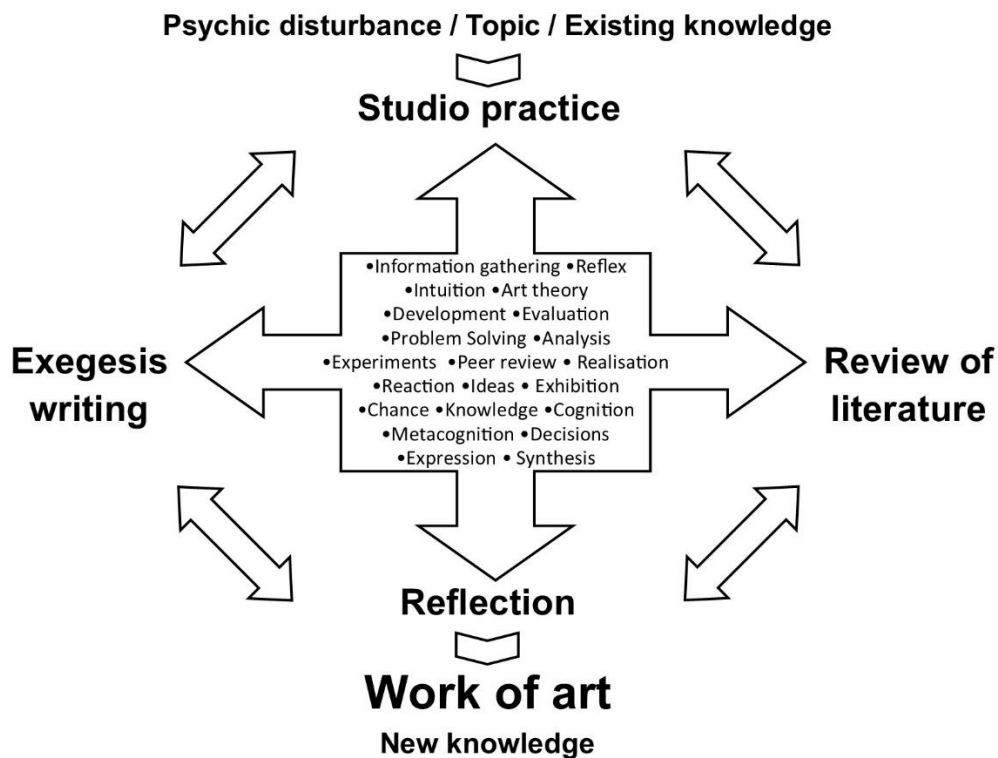 Psychic disturbance / Topic / Existing knowledge
Studio practice
•Information gathering •Reflex
•Intuition •Art theory
•Development •Evaluation
•Problem Solving •Analysis
•Experiments •Peer review • Realisation
•Reaction •Ideas • Exhibition
•Chance •Knowledge •Cognition
•Metacognition •Decisions
•Expression • Synthesis
Exegesis
writing
Review of
literature
Reflection
Work of art
New knowledge